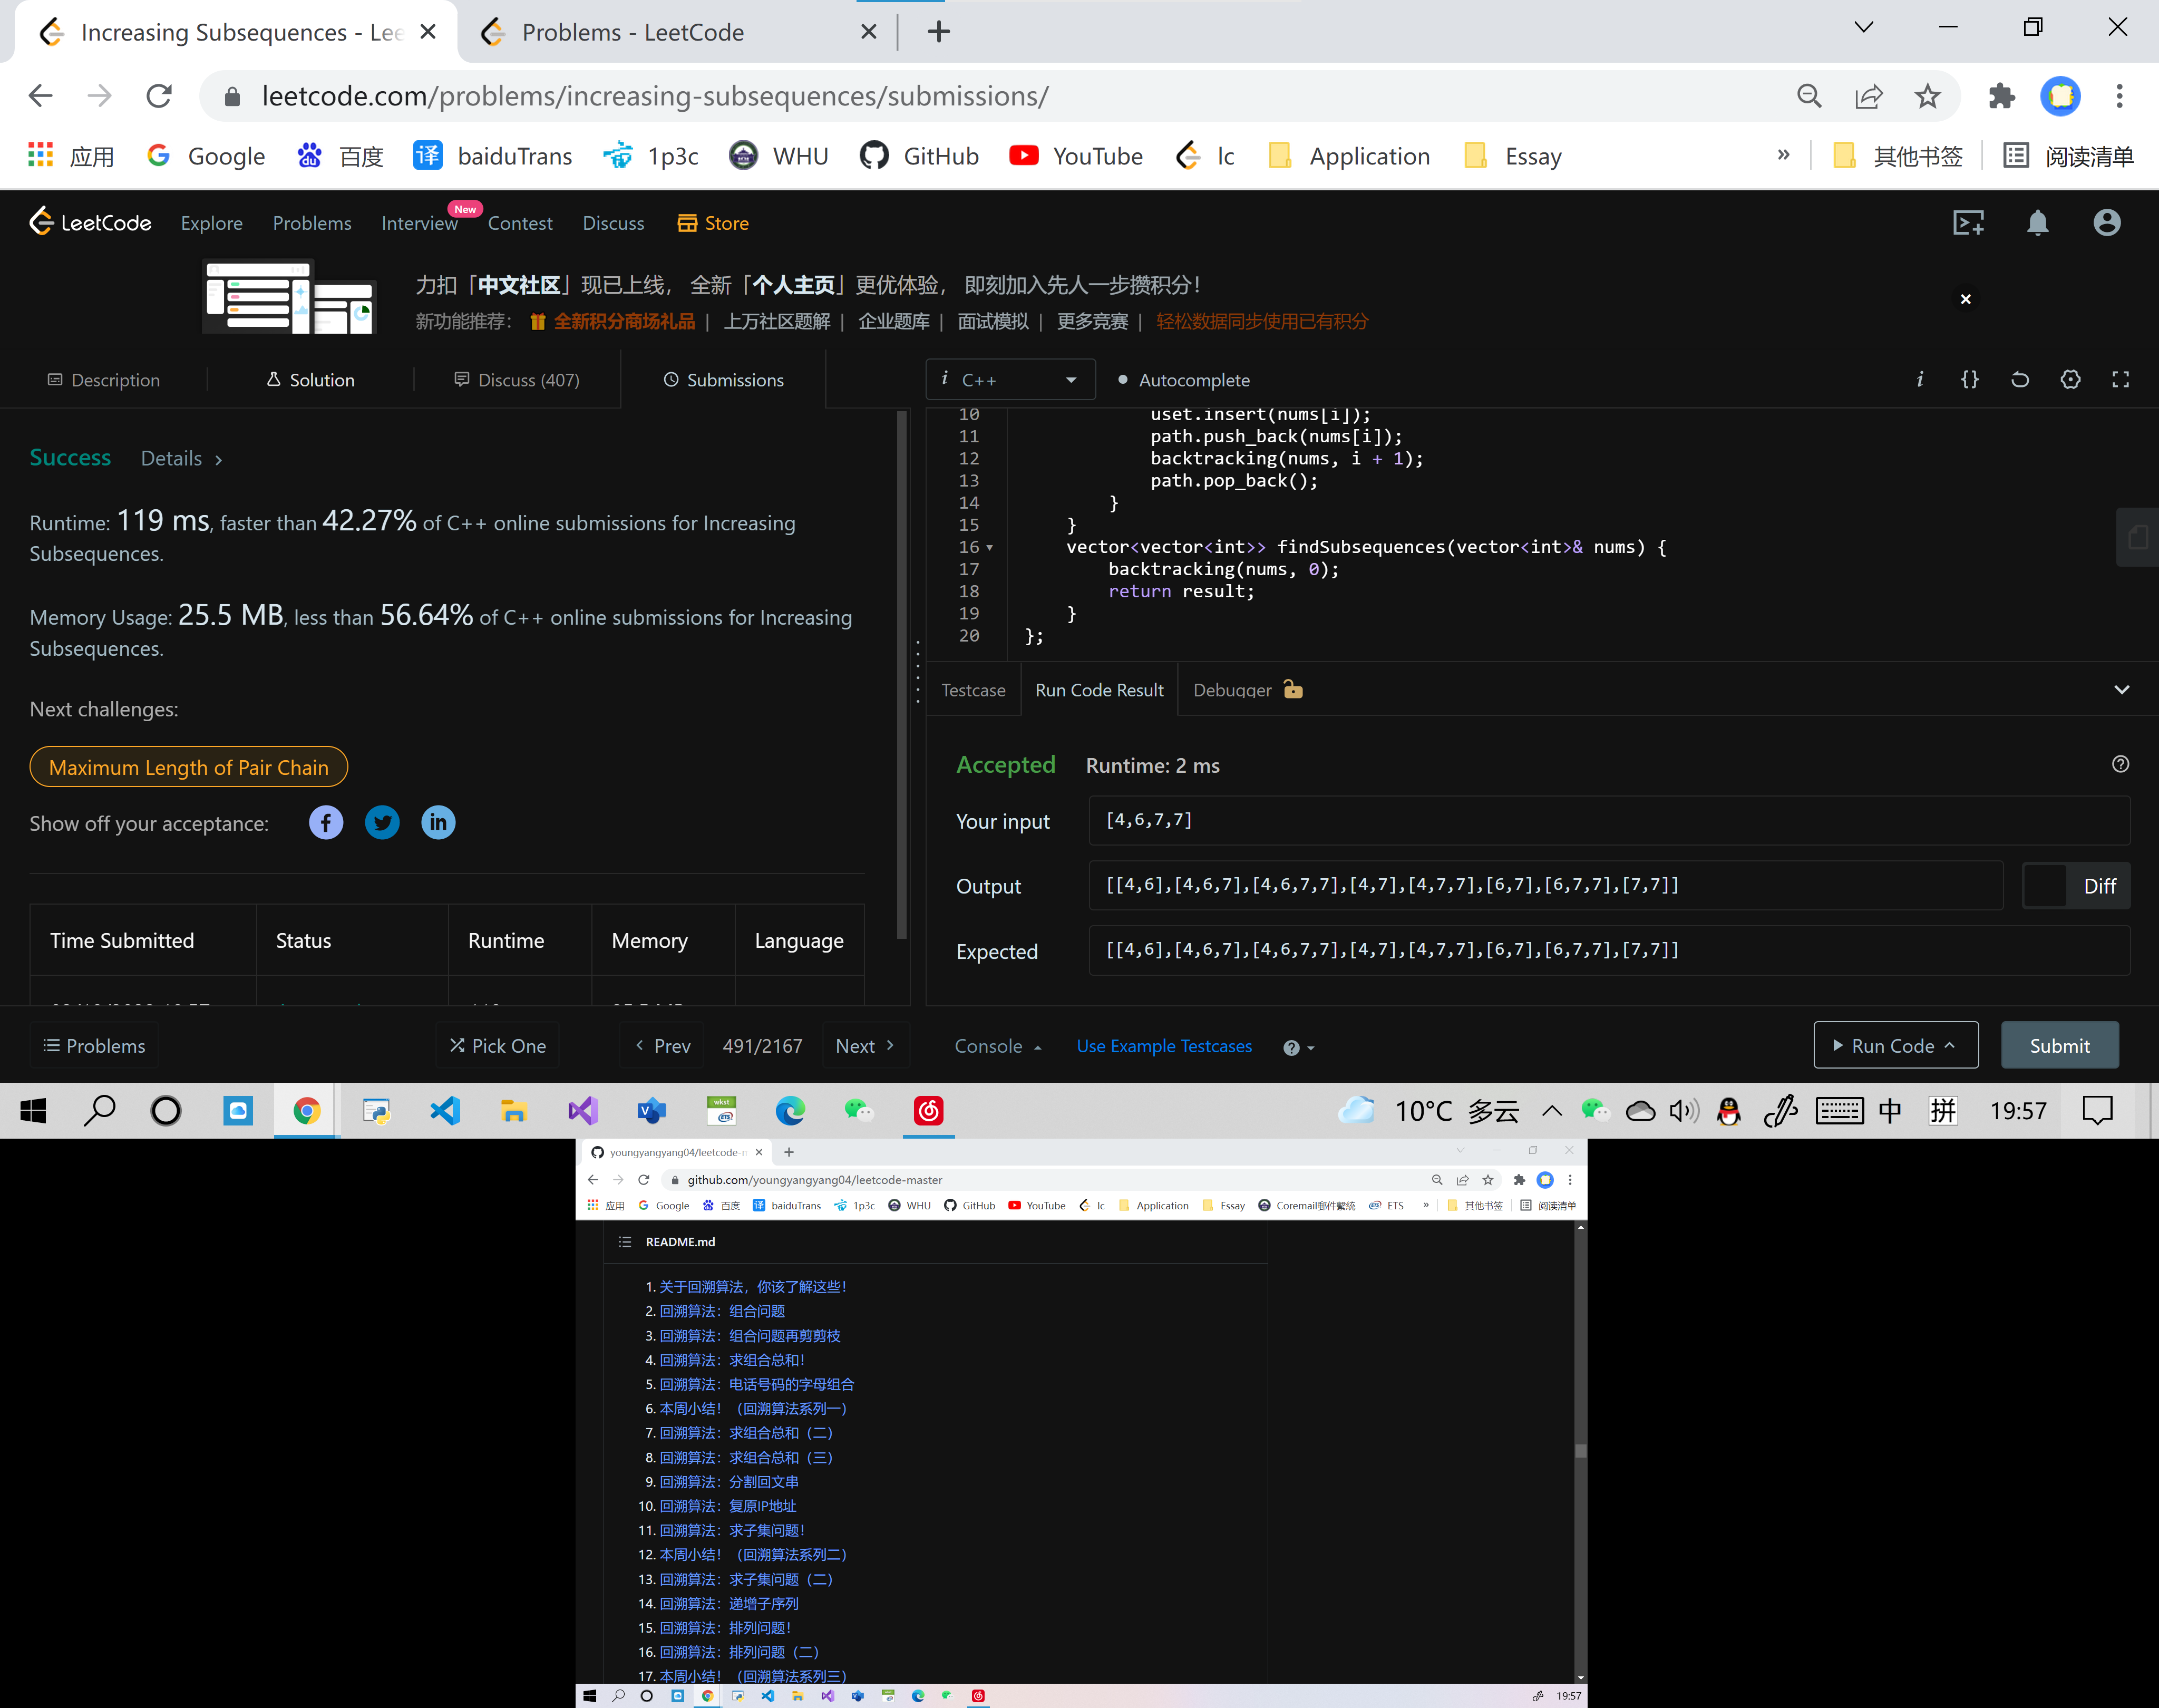 Increasing Subsequences - Lee
Problems - LeetCode
leetcode.com/problems/increasing-subsequences/submissions/
应用 Google 百度 译 baiduTrans 1p3c WHU GitHub YouTube lc Application Essay » 其他书签 阅读清单
LeetCode Explore Problems Interview New Contest Discuss Store
力扣「中文社区」现已上线， 全新「个人主页」更优体验， 即刻加入先人一步攒积分！
新功能推荐： 全新积分商场礼品 | 上万社区题解 | 企业题库 | 面试模拟 | 更多竞赛 | 轻松数据同步使用已有积分
Description Solution Discuss (407) Submissions
Success Details >
Runtime: 119 ms, faster than 42.27% of C++ online submissions for Increasing
Subsequences.
Memory Usage: 25.5 MB, less than 56.64% of C++ online submissions for Increasing
Subsequences.
Next challenges:
Maximum Length of Pair Chain
Show off your acceptance:
Time Submitted Status Runtime Memory Language
Problems Pick One < Prev 491/2167 Next >
i C++ Autocomplete
10 uset.insert(nums[i]);
11 path.push_back(nums[i]);
12 backtracking(nums, i + 1);
13 path.pop_back();
14 }
15 }
16 vector<vector<int>> findSubsequences(vector<int>& nums) {
17 backtracking(nums, 0);
18 return result;
19 }
20 };
Testcase Run Code Result Debugger
Accepted Runtime: 2 ms
Your input [4,6,7,7]
Output [[4,6],[4,6,7],[4,6,7,7],[4,7],[4,7,7],[6,7],[6,7,7],[7,7]] Diff
Expected [[4,6],[4,6,7],[4,6,7,7],[4,7],[4,7,7],[6,7],[6,7,7],[7,7]]
Console Use Example Testcases Run Code Submit
10°C 多云 中 拼 19:57
youngyangyang04/leetcode-m
github.com/youngyangyang04/leetcode-master
应用 Google 百度 译 baiduTrans 1p3c WHU GitHub YouTube lc Application Essay Coremail郵件繫統 ETS » 其他书签 阅读清单
README.md
1. 关于回溯算法，你该了解这些！
2. 回溯算法：组合问题
3. 回溯算法：组合问题再剪剪枝
4. 回溯算法：求组合总和！
5. 回溯算法：电话号码的字母组合
6. 本周小结！（回溯算法系列一）
7. 回溯算法：求组合总和（二）
8. 回溯算法：求组合总和（三）
9. 回溯算法：分割回文串
10. 回溯算法：复原IP地址
11. 回溯算法：求子集问题！
12. 本周小结！（回溯算法系列二）
13. 回溯算法：求子集问题（二）
14. 回溯算法：递增子序列
15. 回溯算法：排列问题！
16. 回溯算法：排列问题（二）
17. 本周小结！（回溯算法系列三）
19:57